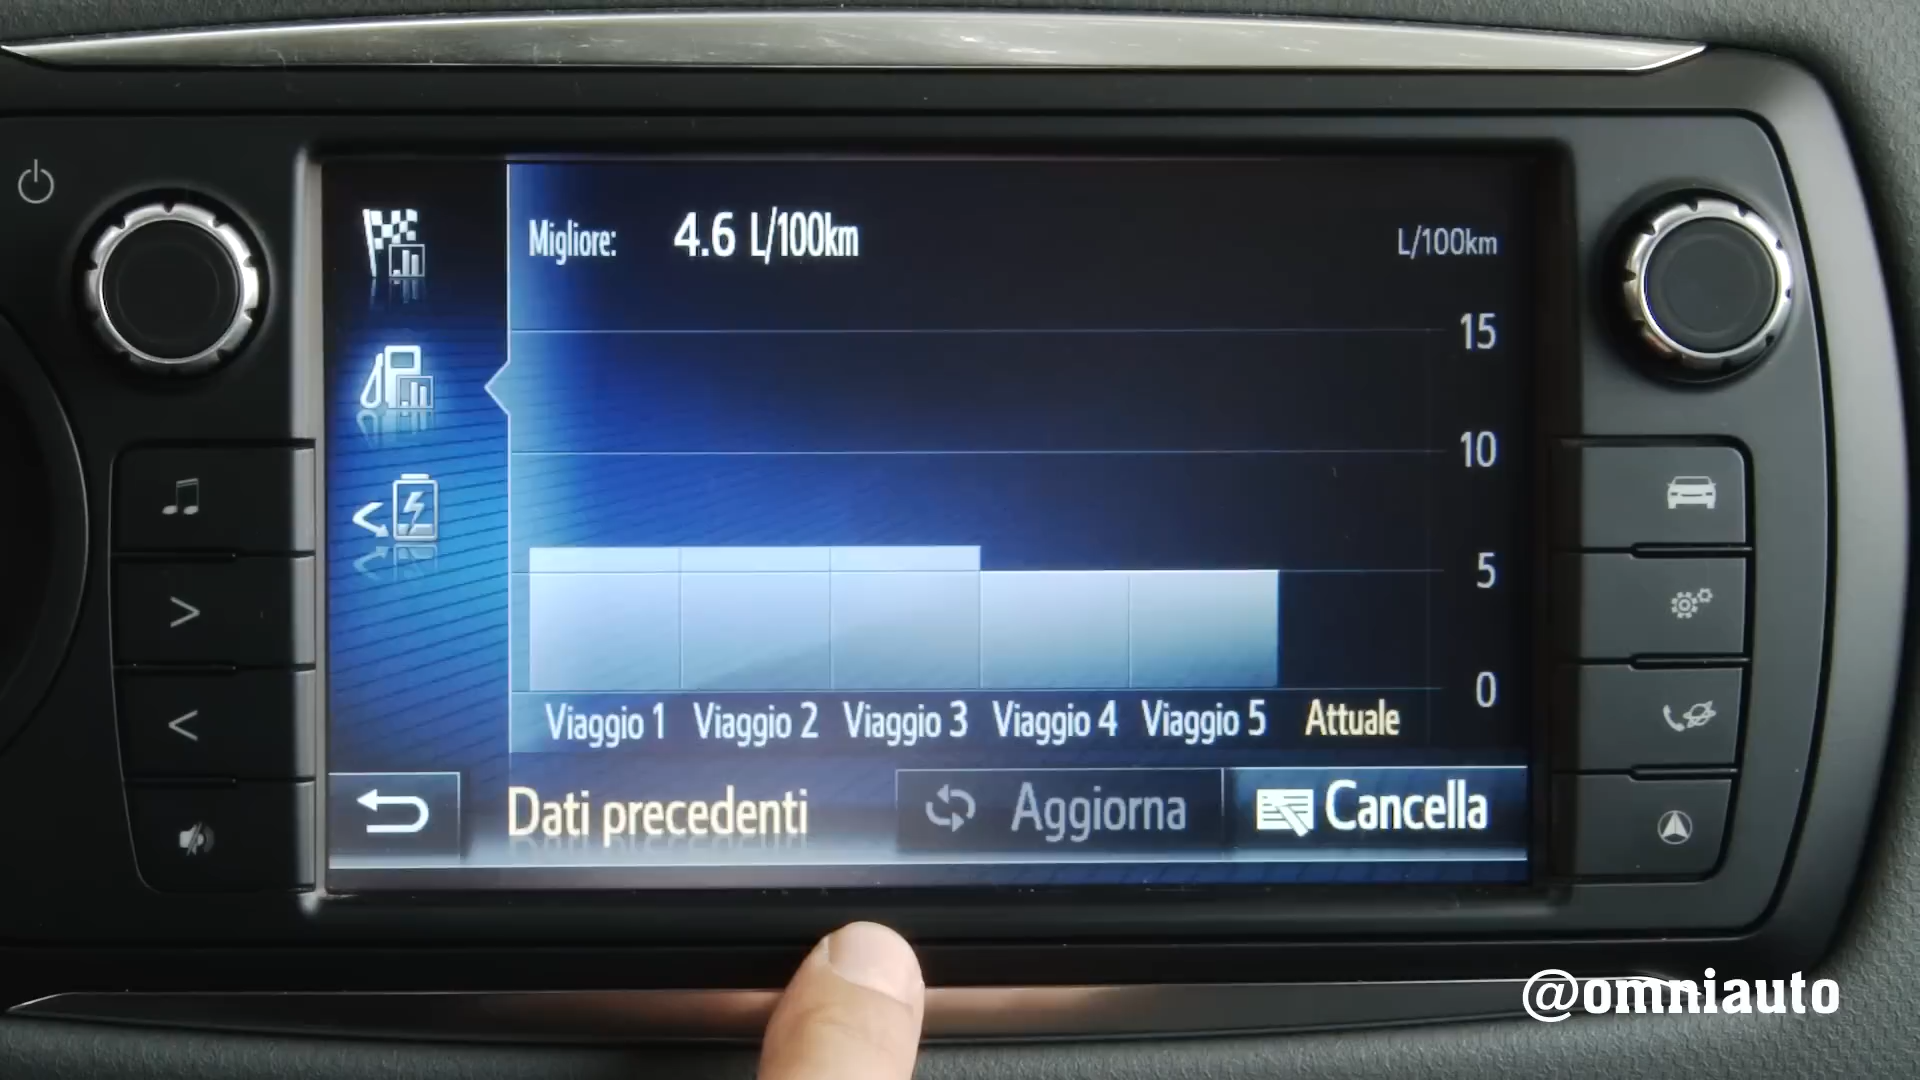 Migliore: 4.6 L/100km
L/100km
15
10
5
0
Viaggio 1 Viaggio 2 Viaggio 3 Viaggio 4 Viaggio 5 Attuale
Dati precedenti Aggiorna Cancella
@omniauto